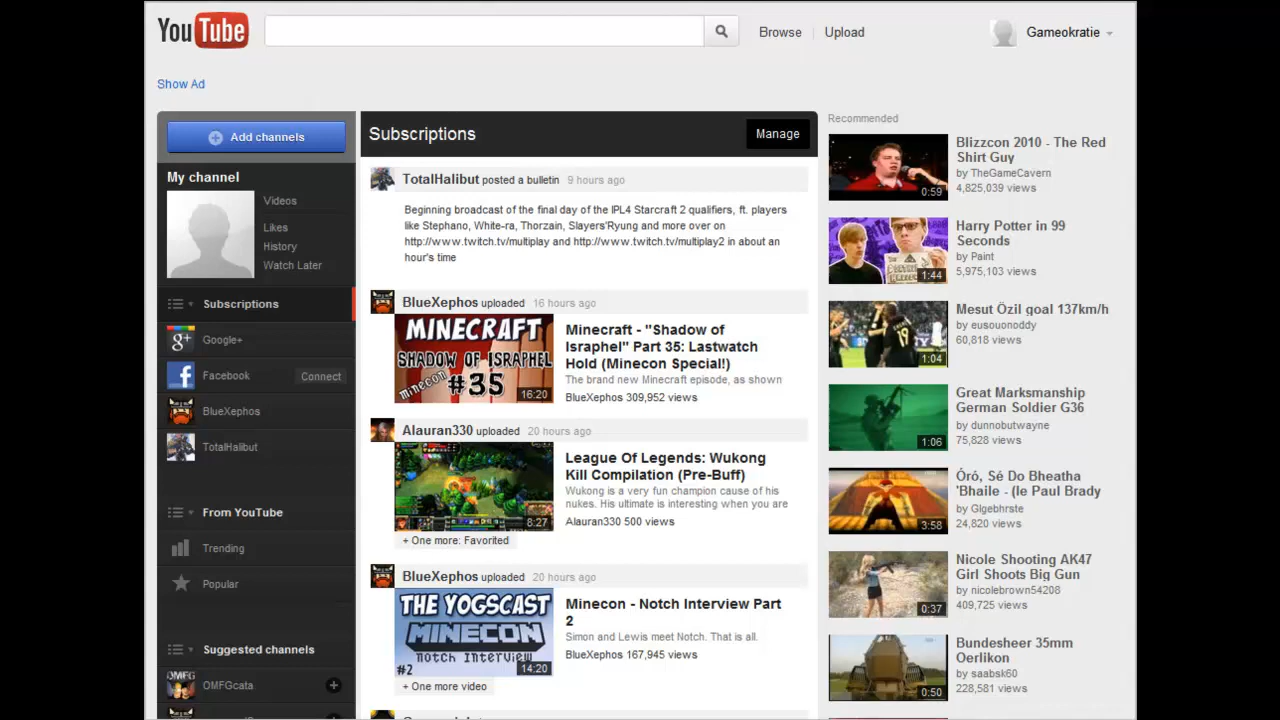 YouTube
Browse
Upload
Gameokratie
Show Ad
Add channels
My channel
Videos
Likes
History
Watch Later
Subscriptions
Google+
Facebook
Connect
BlueXephos
TotalHalibut
From YouTube
Trending
Popular
Suggested channels
OMFG
OMFGcata
Subscriptions
Manage
TotalHalibut posted a bulletin 9 hours ago
Beginning broadcast of the final day of the IPL4 Starcraft 2 qualifiers, ft. players
like Stephano, White-ra, Thorzain, Slayers'Ryung and more over on
http://www.twitch.tv/multiplay and http://www.twitch.tv/multiplay2 in about an
hour's time
BlueXephos uploaded 16 hours ago
MINECRAFT
SHADOW OF ISRAPHEL
minecon #35
16:20
Minecraft - "Shadow of
Israphel" Part 35: Lastwatch
Hold (Minecon Special!)
The brand new Minecraft episode, as shown
BlueXephos 309,952 views
Alauran330 uploaded 20 hours ago
8:27
League Of Legends: Wukong
Kill Compilation (Pre-Buff)
Wukong is a very fun champion cause of his
nukes. His ultimate is interesting when you are
Alauran330 500 views
+ One more: Favorited
BlueXephos uploaded 20 hours ago
THE YOGSCAST
MINECON
notch interview
#2
14:20
Minecon - Notch Interview Part
2
Simon and Lewis meet Notch. That is all.
BlueXephos 167,945 views
+ One more video
Recommended
0:59
Blizzcon 2010 - The Red
Shirt Guy
by TheGameCavern
4,825,039 views
1:44
Harry Potter in 99
Seconds
by Paint
5,975,103 views
1:04
Mesut Özil goal 137km/h
by eusouonoddy
60,818 views
1:06
Great Marksmanship
German Soldier G36
by dunnobutwayne
75,828 views
3:58
Óró, Sé Do Bheatha
'Bhaile - (le Paul Brady
by Glgebhrste
24,820 views
0:37
Nicole Shooting AK47
Girl Shoots Big Gun
by nicolebrown54208
409,725 views
0:50
Bundesheer 35mm
Oerlikon
by saabsk60
228,581 views